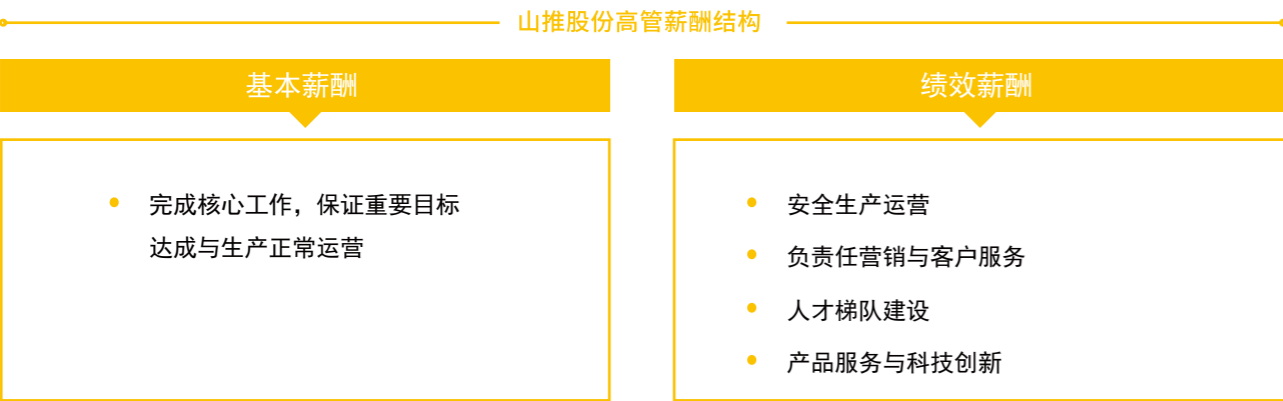 山推股份高管薪酬结构
基本薪酬
完成核心工作，保证重要目标
达成与生产正常运营
绩效薪酬
安全生产运营
负责任营销与客户服务
人才梯队建设
产品服务与科技创新